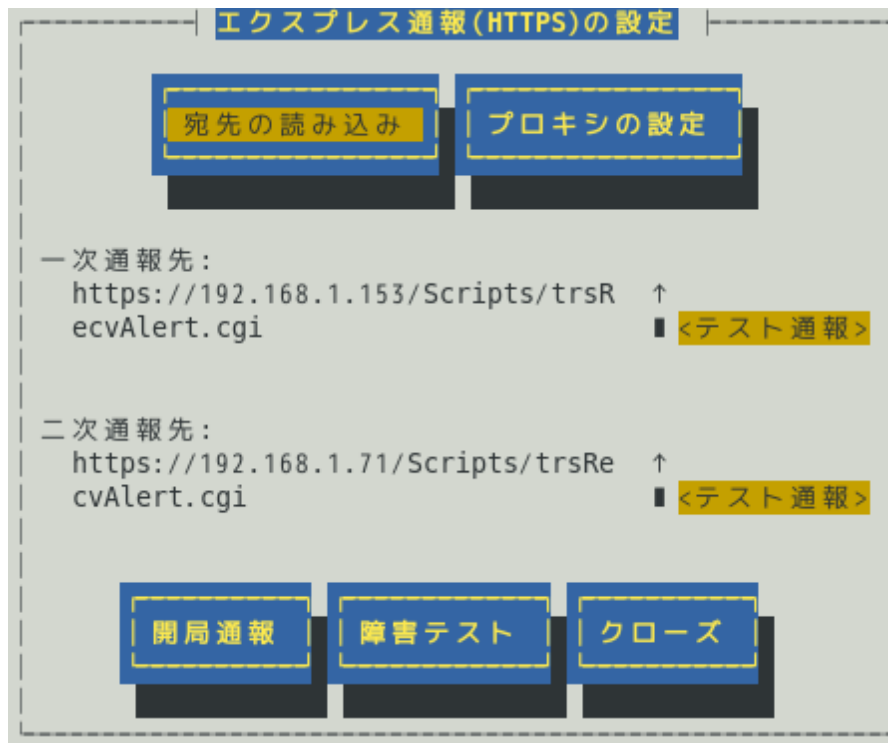 エクスプレス通報(HTTPS)の設定
宛先の読み込み
プロキシの設定
一次通報先:
https://192.168.1.153/Scripts/trsR ↑
ecvAlert.cgi <テスト通報>
二次通報先:
https://192.168.1.71/Scripts/trsRe ↑
cvAlert.cgi <テスト通報>
開局通報
障害テスト
クローズ